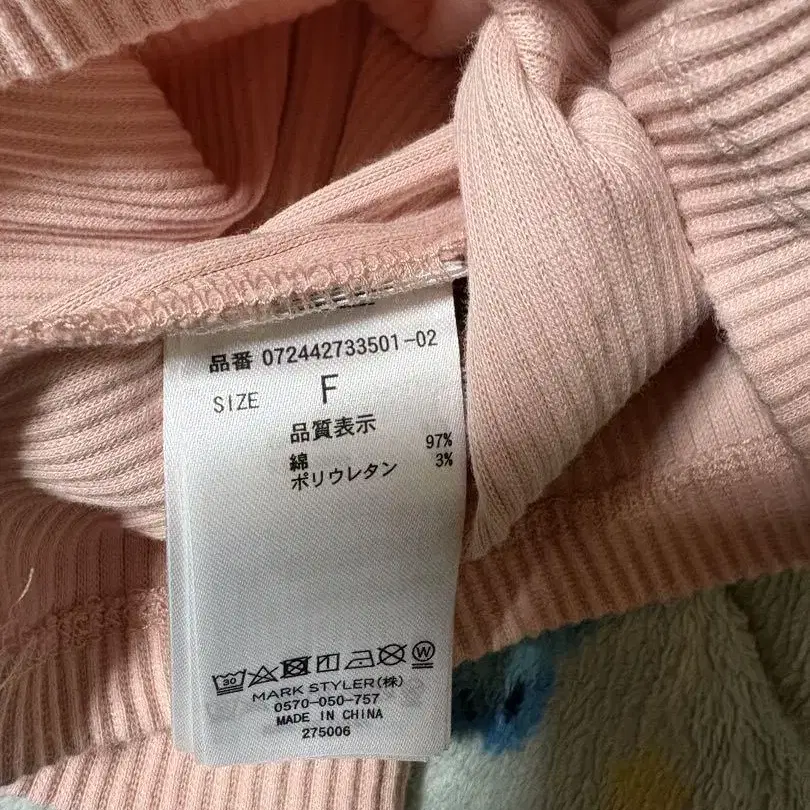 品番 072442733501-02
SIZE F
品質表示
綿 97%
ポリウレタン 3%
30 W
MARK STYLER(株)
0570-050-757
MADE IN CHINA
275006